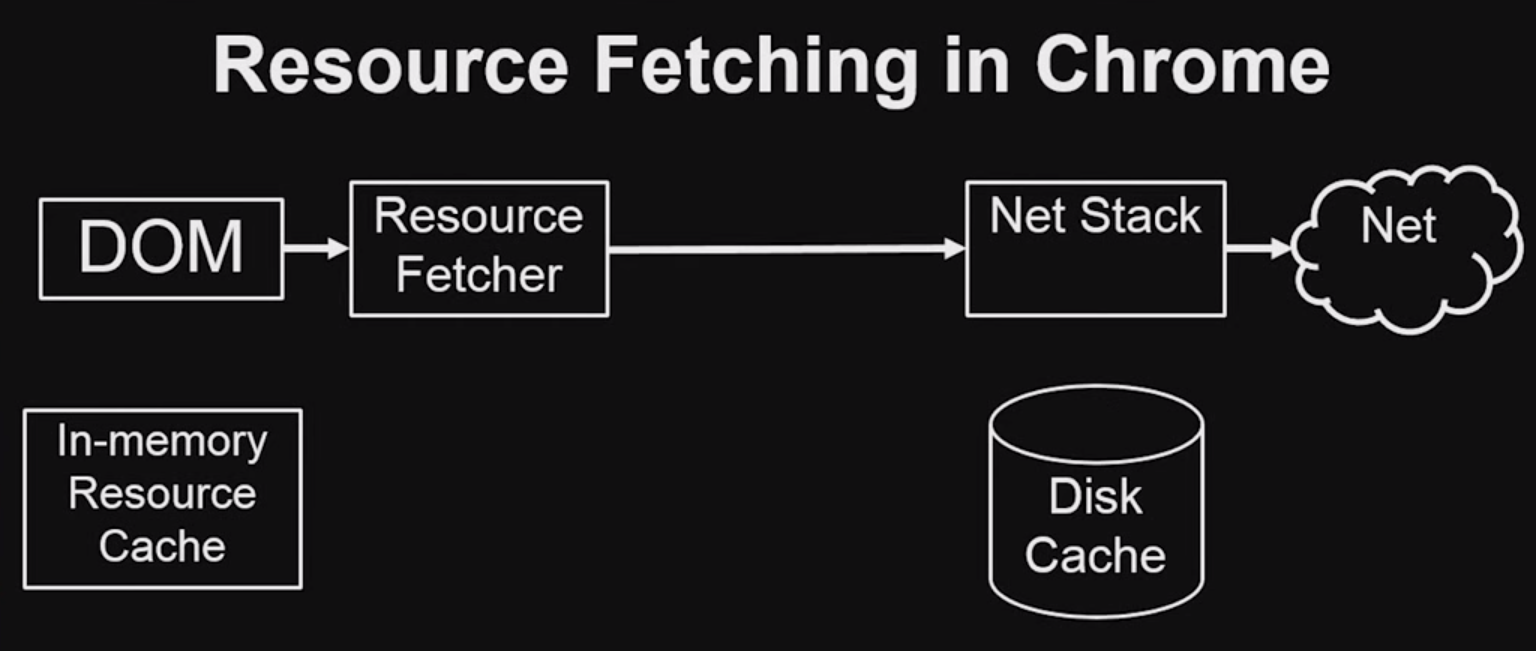 Resource Fetching in Chrome
DOM
Resource
Fetcher
Net Stack
Net
In-memory
Resource
Cache
Disk
Cache